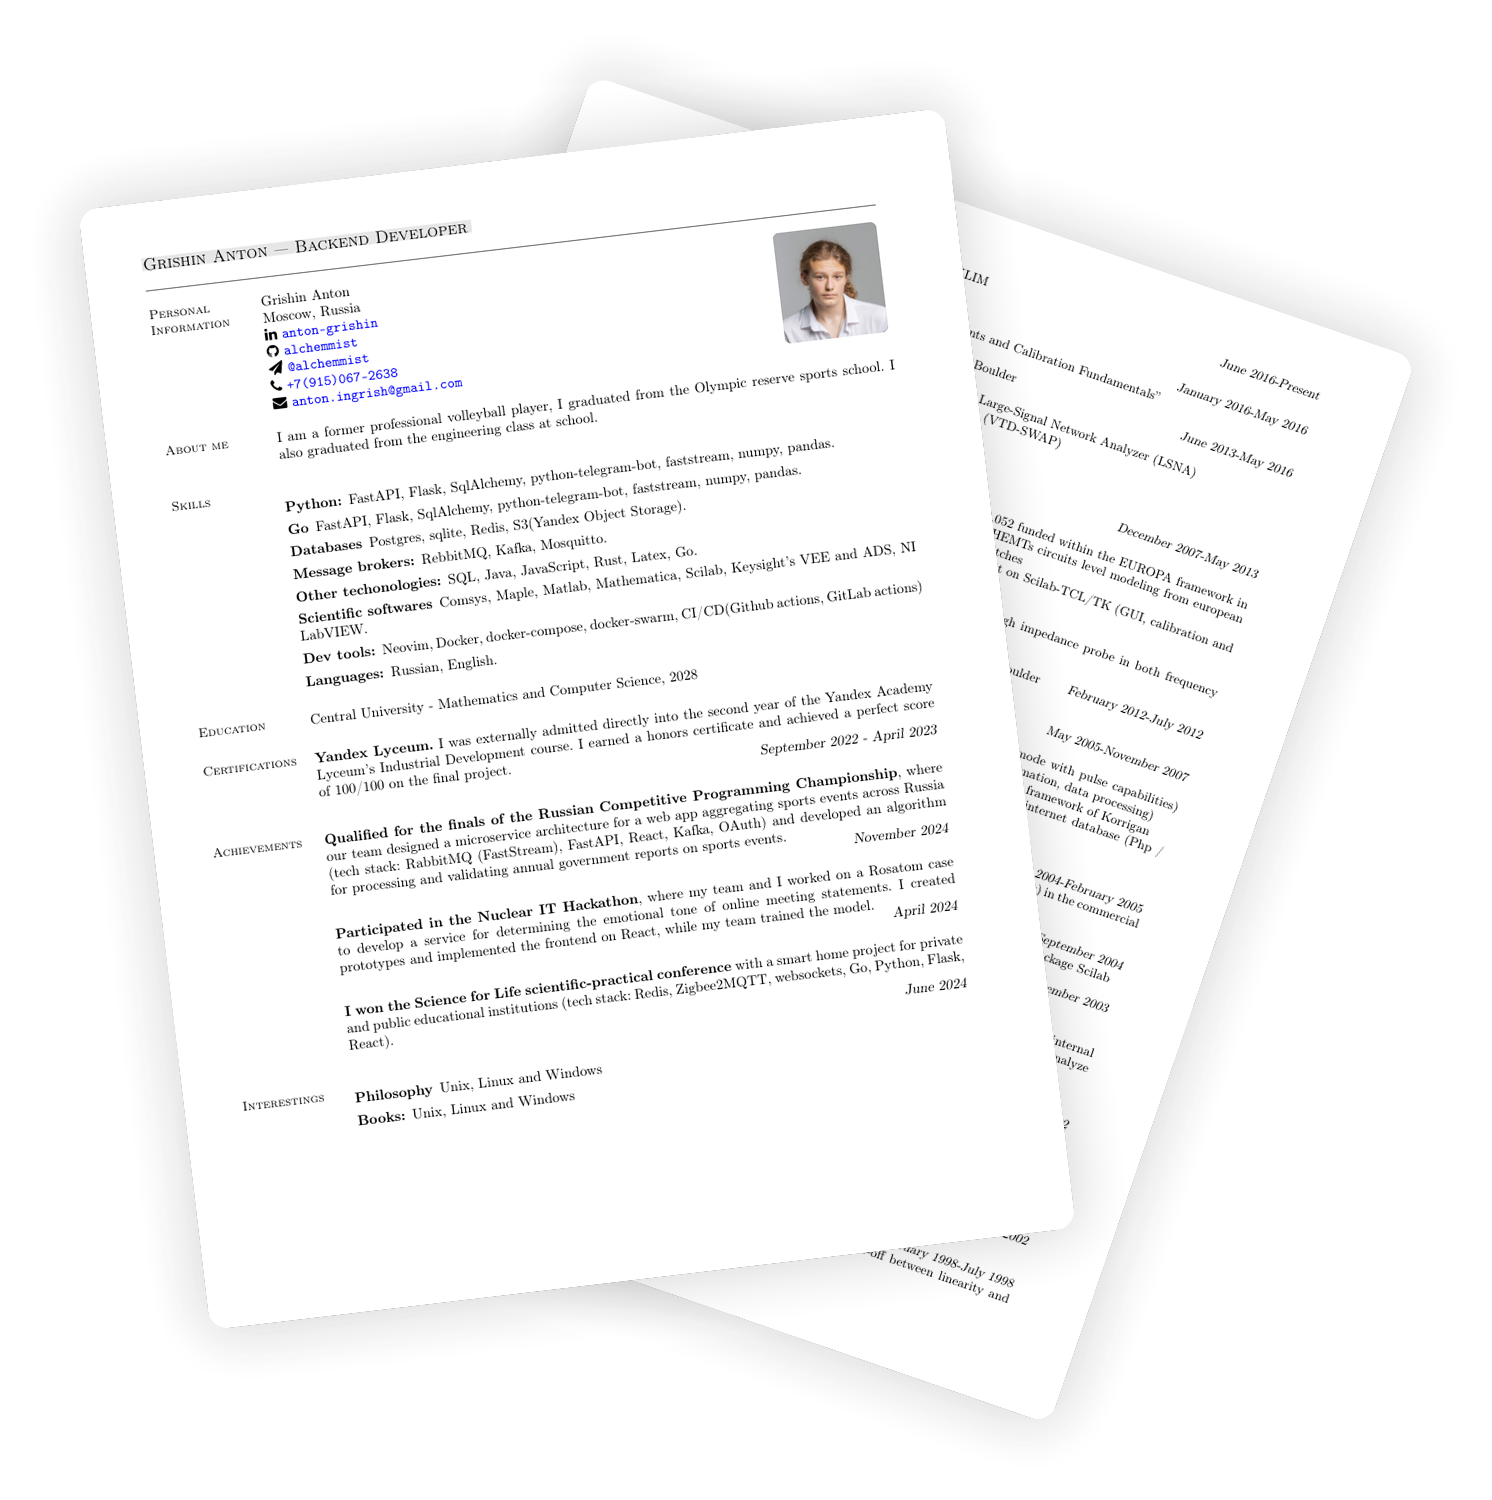 Grishin Anton — Backend Developer
Personal
Information
Grishin Anton
Moscow, Russia
anton-grishin
alchemmist
@alchemmist
+7(915)067-2638
anton.ingrish@gmail.com
About me
I am a former professional volleyball player, I graduated from the Olympic reserve sports school. I
also graduated from the engineering class at school.
Skills
Python: FastAPI, Flask, SqlAlchemy, python-telegram-bot, faststream, numpy, pandas.
Go FastAPI, Flask, SqlAlchemy, python-telegram-bot, faststream, numpy, pandas.
Databases Postgres, sqlite, Redis, S3(Yandex Object Storage).
Message brokers: RebbitMQ, Kafka, Mosquitto.
Other techonologies: SQL, Java, JavaScript, Rust, Latex, Go.
Scientific softwares Comsys, Maple, Matlab, Mathematica, Scilab, Keysight's VEE and ADS, NI
LabVIEW.
Dev tools: Neovim, Docker, docker-compose, docker-swarm, CI/CD(Github actions, GitLab actions)
Languages: Russian, English.
Education
Central University - Mathematics and Computer Science, 2028
Certifications
Yandex Lyceum. I was externally admitted directly into the second year of the Yandex Academy
Lyceum's Industrial Development course. I earned a honors certificate and achieved a perfect score
of 100/100 on the final project.
September 2022 - April 2023
Achievements
Qualified for the finals of the Russian Competitive Programming Championship, where
our team designed a microservice architecture for a web app aggregating sports events across Russia
(tech stack: RabbitMQ (FastStream), FastAPI, React, Kafka, OAuth) and developed an algorithm
for processing and validating annual government reports on sports events.
November 2024
Participated in the Nuclear IT Hackathon, where my team and I worked on a Rosatom case
to develop a service for determining the emotional tone of online meeting statements. I created
prototypes and implemented the frontend on React, while my team trained the model.
April 2024
I won the Science for Life scientific-practical conference with a smart home project for private
and public educational institutions (tech stack: Redis, Zigbee2MQTT, websockets, Go, Python, Flask,
React).
June 2024
Interestings
Philosophy Unix, Linux and Windows
Books: Unix, Linux and Windows
LIM
June 2016-Present
nts and Calibration Fundamentals"
January 2016-May 2016
Boulder
June 2013-May 2016
Large-Signal Network Analyzer (LSNA)
(VTD-SWAP)
December 2007-May 2013
.052 funded within the EUROPA framework in
HEMTs circuits level modeling from european
tches
t on Scilab-TCL/TK (GUI, calibration and
gh impedance probe in both frequency
oulder
February 2012-July 2012
May 2005-November 2007
mode with pulse capabilities)
mation, data processing)
framework of Korrigan
internet database (Php /
2004-February 2005
) in the commercial
September 2004
ckage Scilab
ember 2003
internal
nalyze
2
2002
uary 1998-July 1998
-off between linearity and